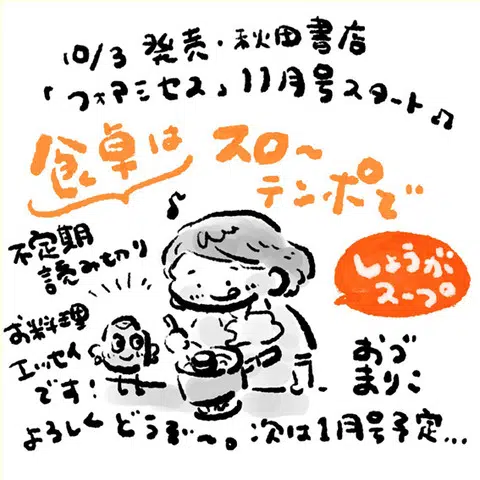 10/3 発売・秋田書店
「フォアミセス」11月号スタート♫
食卓は
スロ〜
テンポで
♪
不定期
読み切り
しょうが
スープ
お料理
エッセイ
です!
おづ
まりこ
よろしくどうぞ〜。次は1月号予定...